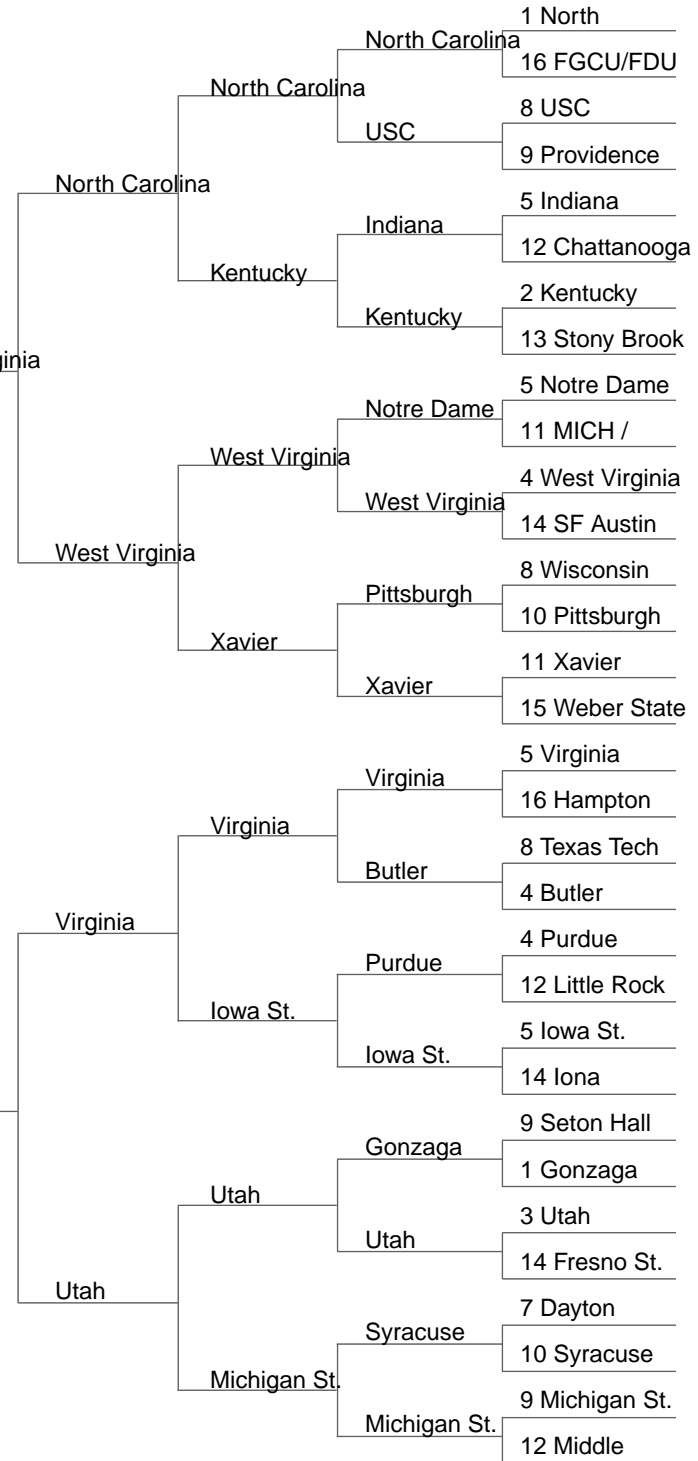 1 North
North Carolina
16 FGCU/FDU
North Carolina
8 USC
USC
9 Providence
North Carolina
5 Indiana
Indiana
12 Chattanooga
Kentucky
2 Kentucky
Kentucky
13 Stony Brook
ginia
5 Notre Dame
Notre Dame
11 MICH /
West Virginia
4 West Virginia
West Virginia
14 SF Austin
West Virginia
8 Wisconsin
Pittsburgh
10 Pittsburgh
Xavier
11 Xavier
Xavier
15 Weber State
5 Virginia
Virginia
16 Hampton
Virginia
8 Texas Tech
Butler
4 Butler
Virginia
4 Purdue
Purdue
12 Little Rock
Iowa St.
5 Iowa St.
Iowa St.
14 Iona
9 Seton Hall
Gonzaga
1 Gonzaga
Utah
3 Utah
Utah
14 Fresno St.
Utah
7 Dayton
Syracuse
10 Syracuse
Michigan St.
9 Michigan St.
Michigan St.
12 Middle